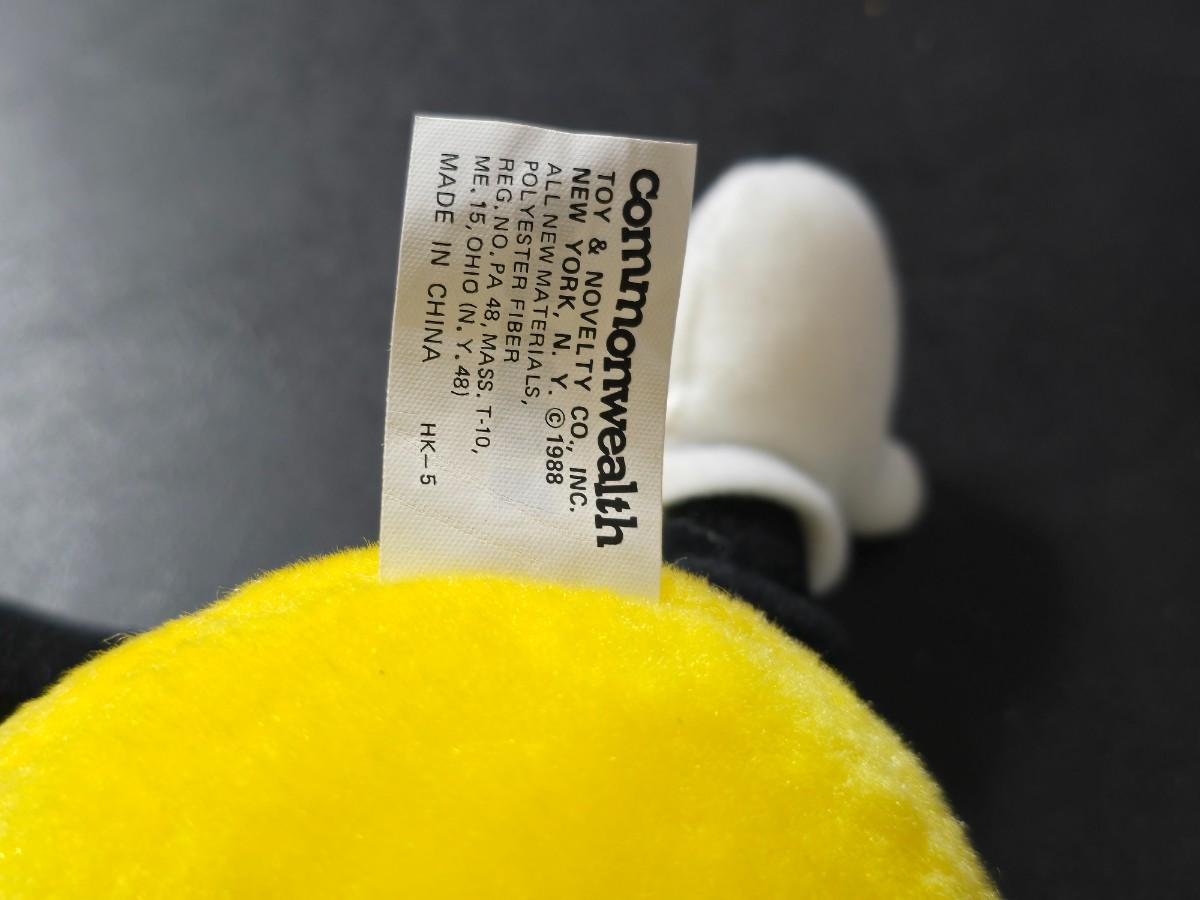 Commonwealth
TOY & NOVELTY CO., INC.
NEW YORK, N. Y. ©1988
ALL NEW MATERIALS,
POLYESTER FIBER
REG. NO. PA 48, MASS. T-10,
ME. 15, OHIO (N. Y. 48)
MADE IN CHINA HK-5